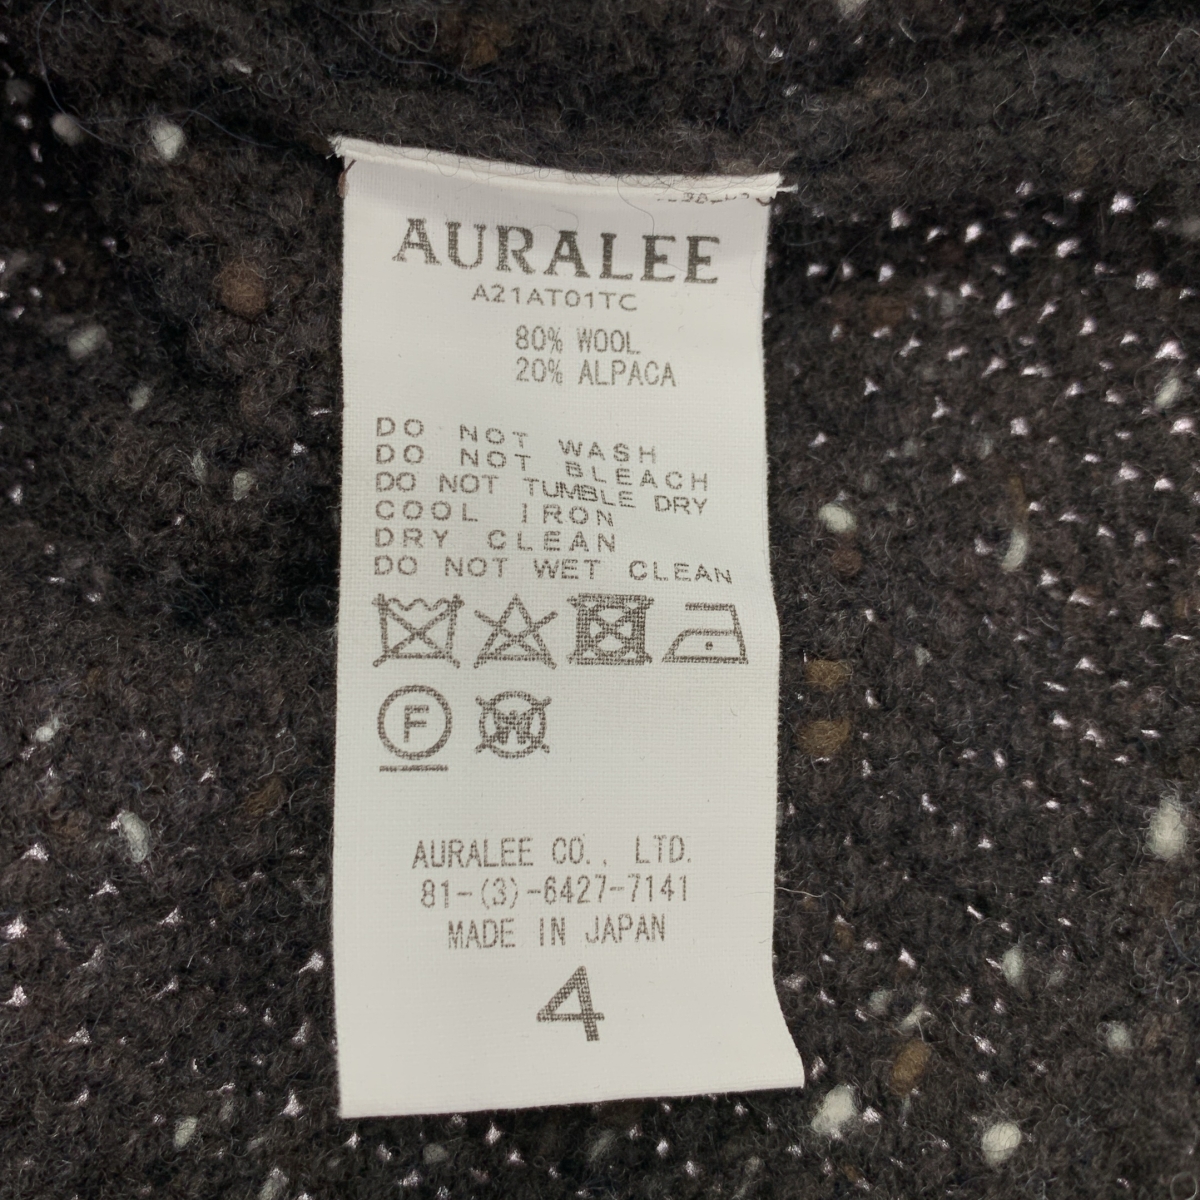 AURALEE
A21AT01TC
80% WOOL
20% ALPACA
DO NOT WASH
DO NOT BLEACH
DO NOT TUMBLE DRY
COOL IRON
DRY CLEAN
DO NOT WET CLEAN
F W
AURALEE CO., LTD.
81-(3)-6427-7141
MADE IN JAPAN
4